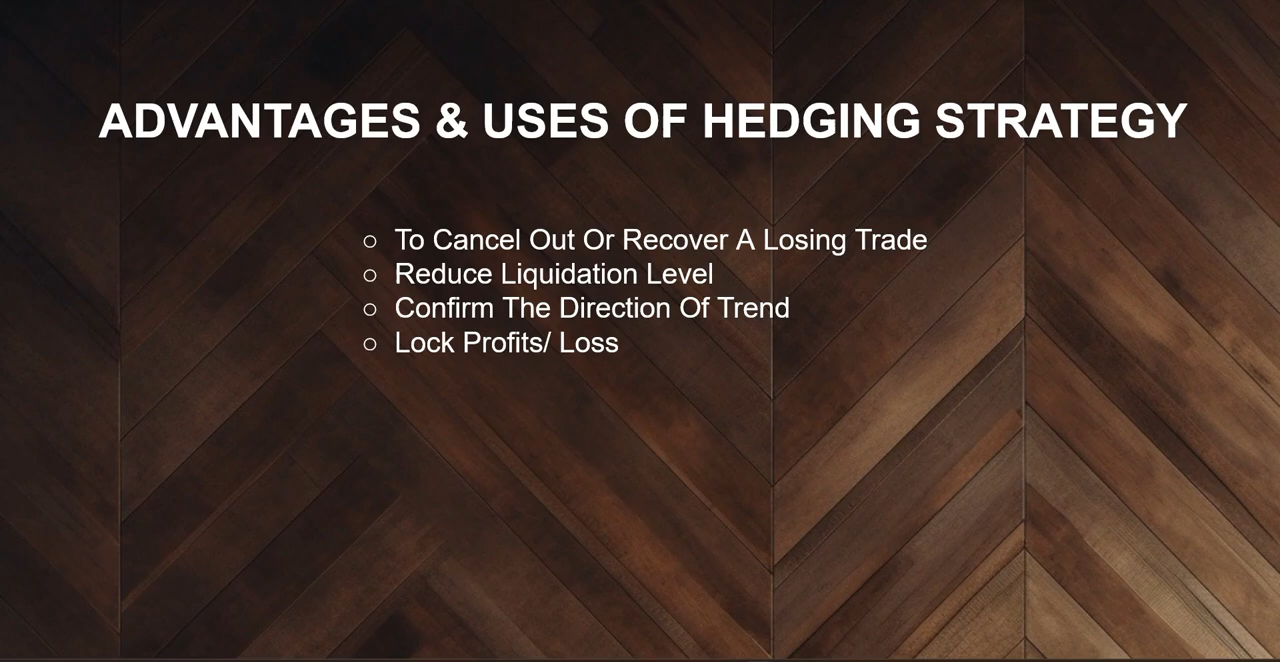 ADVANTAGES & USES OF HEDGING STRATEGY
○ To Cancel Out Or Recover A Losing Trade
○ Reduce Liquidation Level
○ Confirm The Direction Of Trend
○ Lock Profits/ Loss